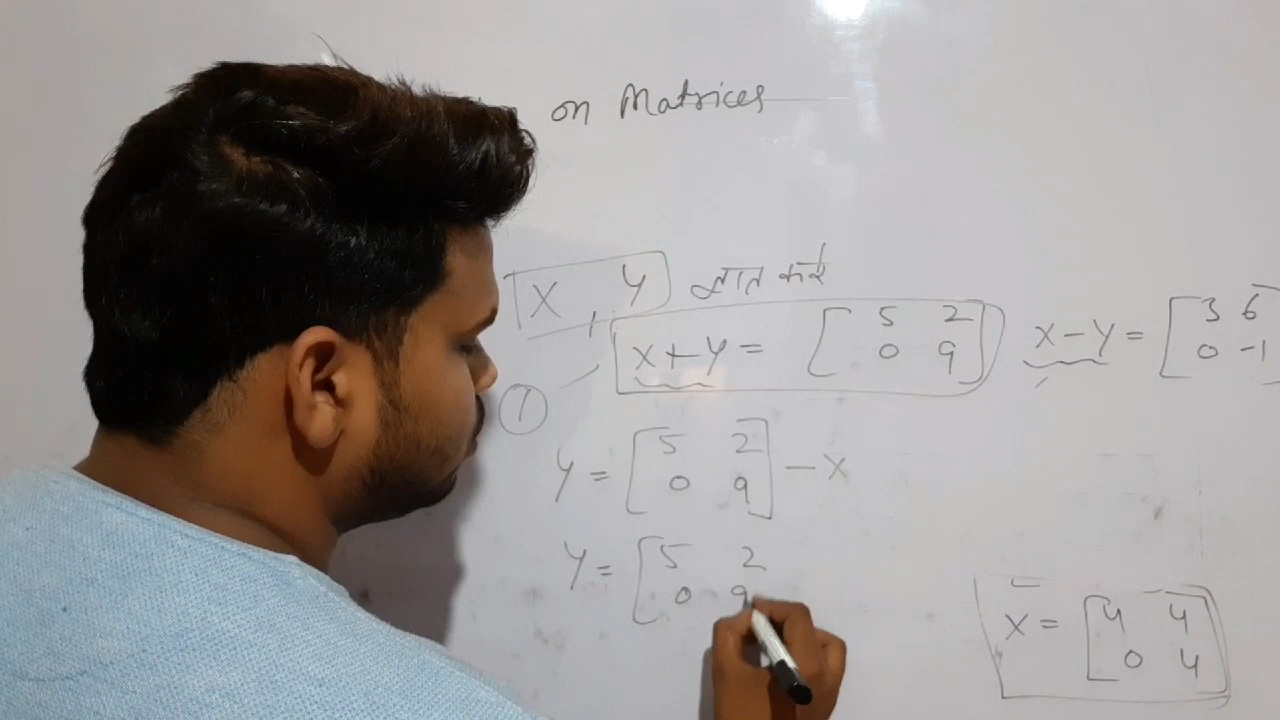 on Matrices
X, Y ज्ञात करें
① X+Y = [5 2
0 9] X-Y = [3 6
0 -1]
Y = [5 2
0 9] - X
Y = [5 2
0 9
X = [4 4
0 4]